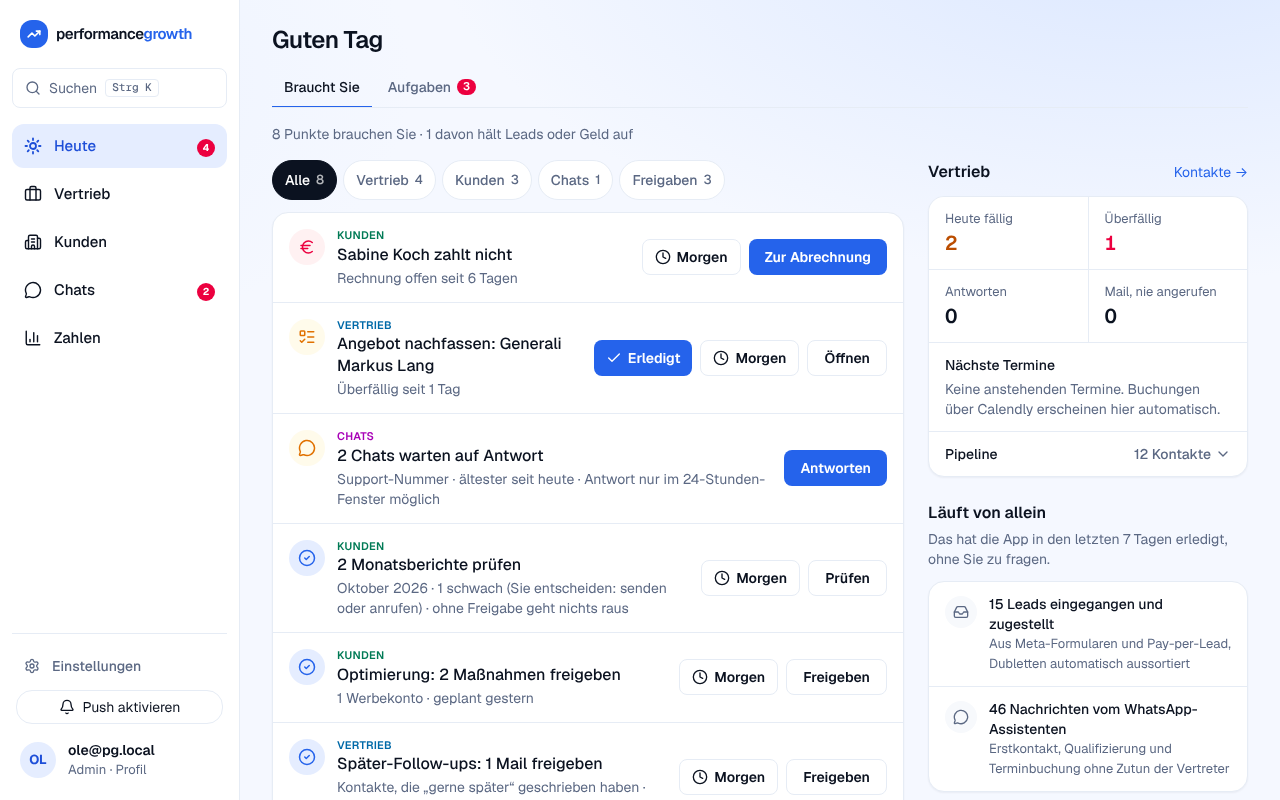 performancegrowth
Suchen Strg K
Heute 4
Vertrieb
Kunden
Chats 2
Zahlen
Einstellungen
Push aktivieren
OL
ole@pg.local
Admin · Profil
Guten Tag
Braucht Sie
Aufgaben 3
8 Punkte brauchen Sie · 1 davon hält Leads oder Geld auf
Alle 8
Vertrieb 4
Kunden 3
Chats 1
Freigaben 3
KUNDEN
Sabine Koch zahlt nicht
Rechnung offen seit 6 Tagen
Morgen
Zur Abrechnung
VERTRIEB
Angebot nachfassen: Generali
Markus Lang
Überfällig seit 1 Tag
Erledigt
Morgen
Öffnen
CHATS
2 Chats warten auf Antwort
Support-Nummer · ältester seit heute · Antwort nur im 24-Stunden-
Fenster möglich
Antworten
KUNDEN
2 Monatsberichte prüfen
Oktober 2026 · 1 schwach (Sie entscheiden: senden
oder anrufen) · ohne Freigabe geht nichts raus
Morgen
Prüfen
KUNDEN
Optimierung: 2 Maßnahmen freigeben
1 Werbekonto · geplant gestern
Morgen
Freigeben
VERTRIEB
Später-Follow-ups: 1 Mail freigeben
Kontakte, die „gerne später“ geschrieben haben ·
Morgen
Freigeben
Vertrieb
Kontakte →
Heute fällig
2
Überfällig
1
Antworten
0
Mail, nie angerufen
0
Nächste Termine
Keine anstehenden Termine. Buchungen
über Calendly erscheinen hier automatisch.
Pipeline
12 Kontakte
Läuft von allein
Das hat die App in den letzten 7 Tagen erledigt,
ohne Sie zu fragen.
15 Leads eingegangen und
zugestellt
Aus Meta-Formularen und Pay-per-Lead,
Dubletten automatisch aussortiert
46 Nachrichten vom WhatsApp-
Assistenten
Erstkontakt, Qualifizierung und
Terminbuchung ohne Zutun der Vertreter